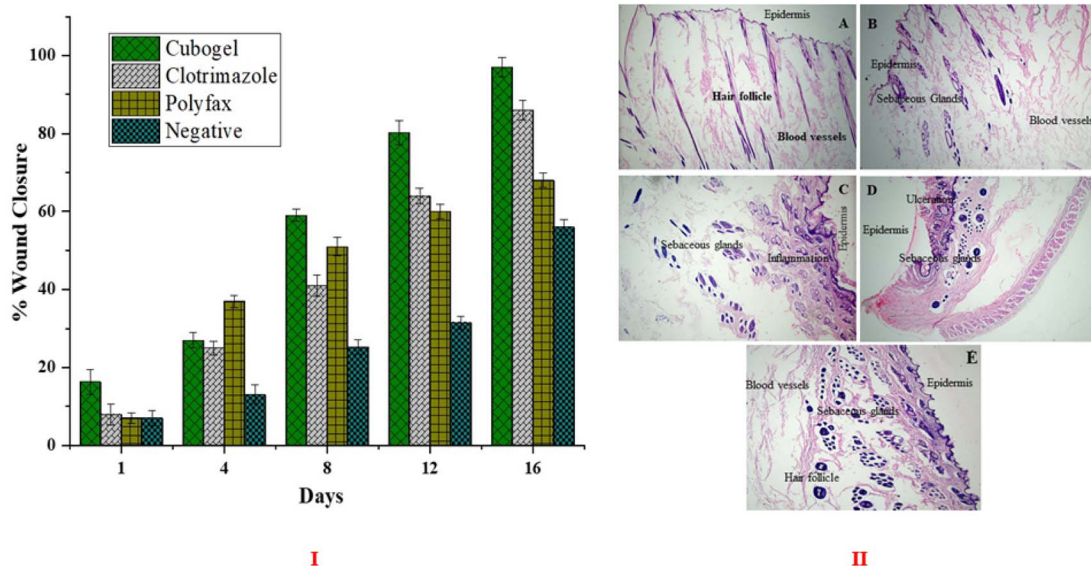 % Wound Closure
100
80
60
40
20
0
Cubogel
Clotrimazole
Polyfax
Negative
1 4 8 12 16
Days
I
Epidermis A
Hair follicle
Blood vessels
B
Epidermis
Sebaceous Glands
Blood vessels
C
Epidermis
Sebaceous glands
Inflammation
D
Ulceration
Epidermis
Sebaceous glands
E
Blood vessels
Epidermis
Sebaceous glands
Hair follicle
II